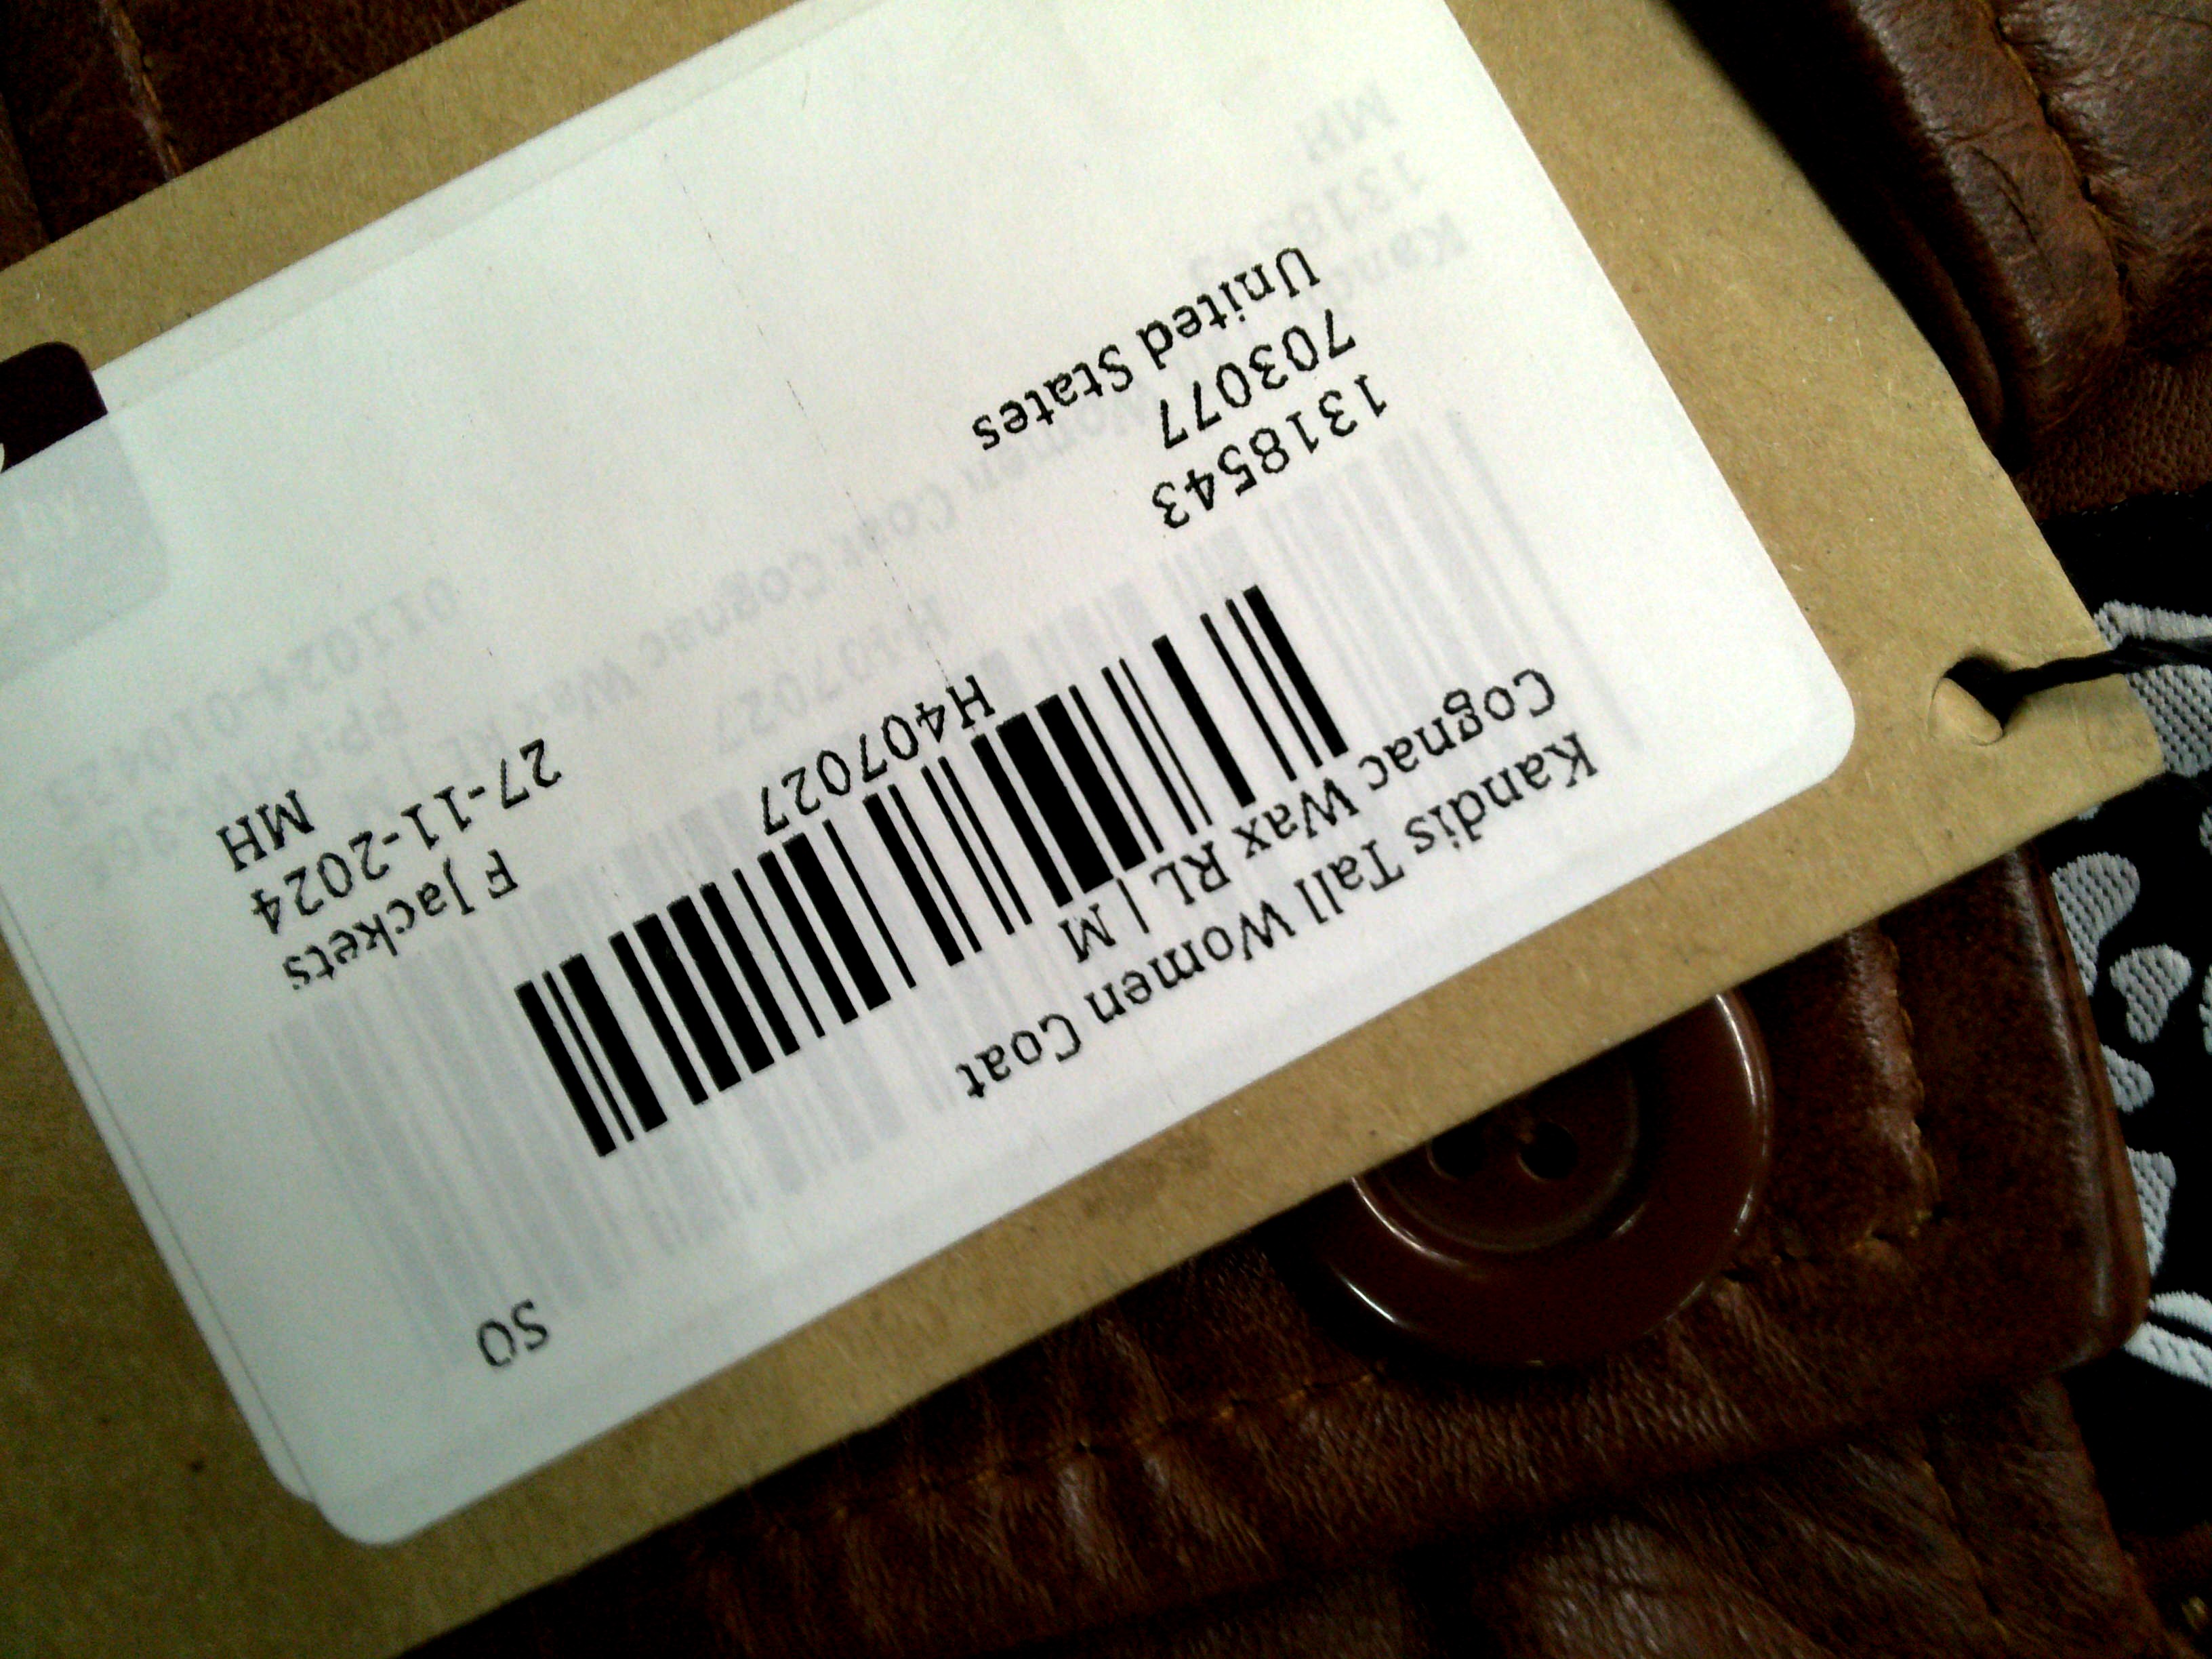 SO
Kandis Tall Women Coat
Cognac Wax RL | M
H407027
1318543
703077
United States
F Jackets
27-11-2024
MH